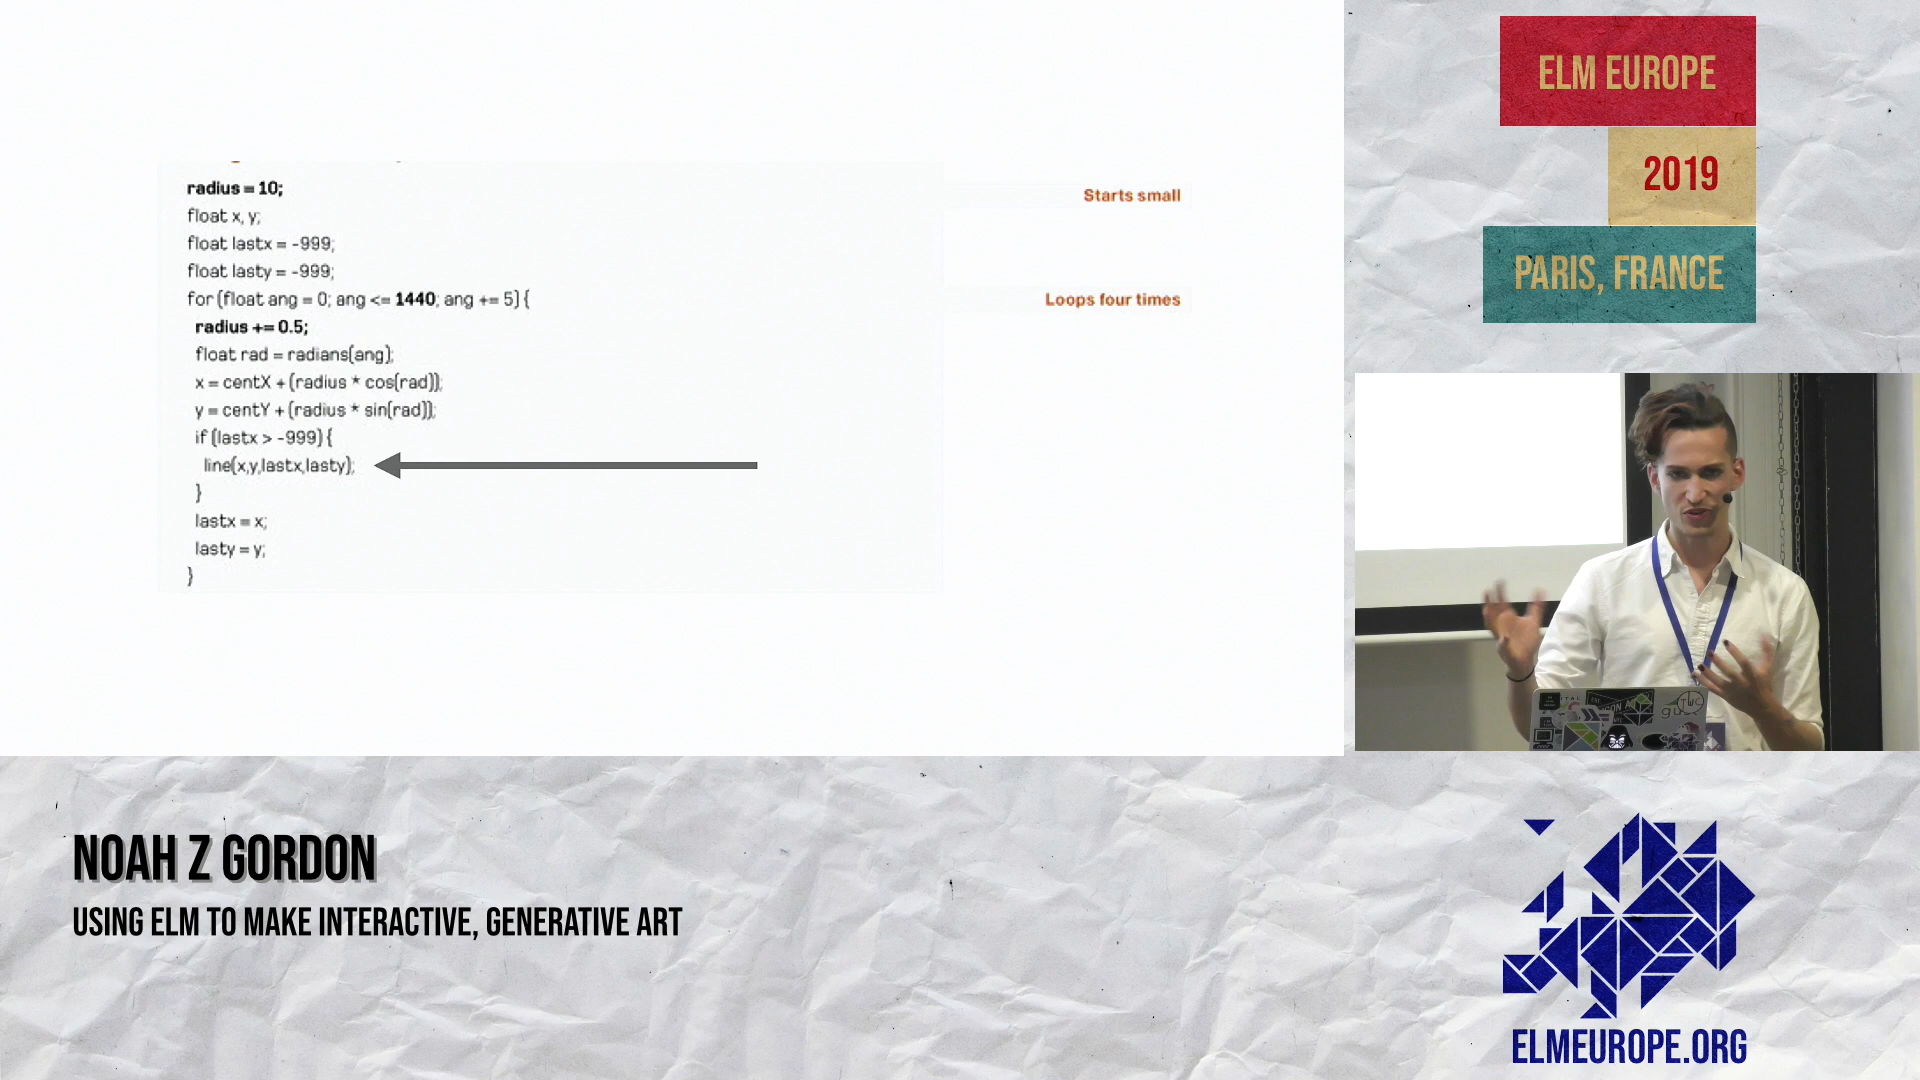 radius = 10;
Starts small
float x, y;
float lastx = -999;
float lasty = -999;
for (float ang = 0; ang <= 1440; ang += 5) {
Loops four times
radius += 0.5;
float rad = radians(ang);
x = centX + (radius * cos(rad));
y = centY + (radius * sin(rad));
if (lastx > -999) {
line(x,y,lastx,lasty);
}
lastx = x;
lasty = y;
}
ELM EUROPE
2019
PARIS, FRANCE
NOAH Z GORDON
USING ELM TO MAKE INTERACTIVE, GENERATIVE ART
ELMEUROPE.ORG